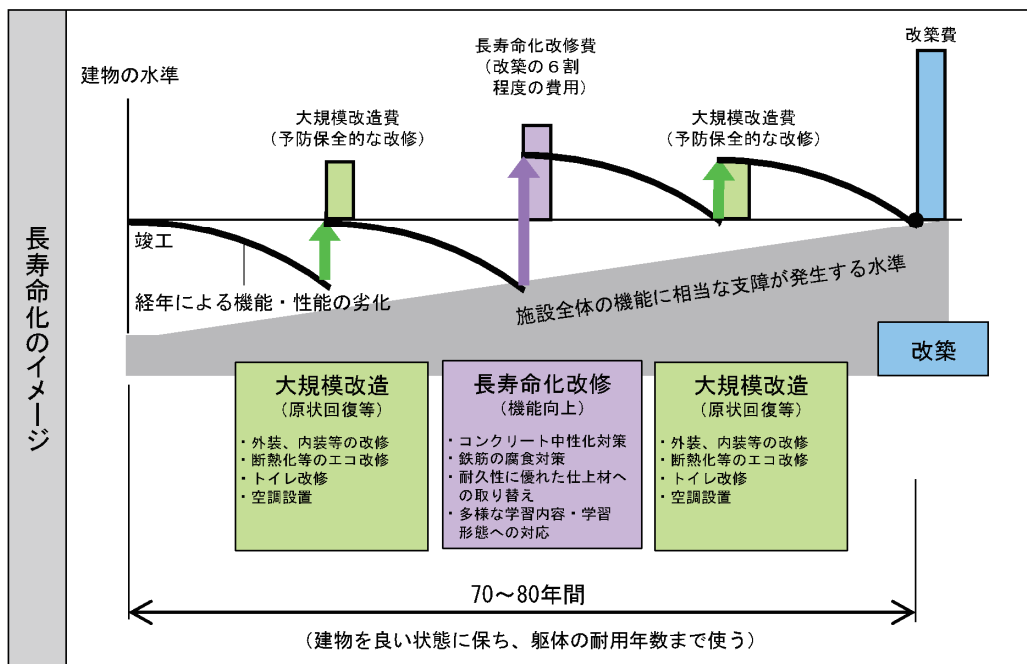 長寿命化のイメージ
建物の水準
大規模改造費
(予防保全的な改修)
長寿命化改修費
(改築の6割
程度の費用)
大規模改造費
(予防保全的な改修)
改築費
竣工
経年による機能・性能の劣化
施設全体の機能に相当な支障が発生する水準
改築
大規模改造
(原状回復等)
・外装、内装等の改修
・断熱化等のエコ改修
・トイレ改修
・空調設置
長寿命化改修
(機能向上)
・コンクリート中性化対策
・鉄筋の腐食対策
・耐久性に優れた仕上材へ
の取り替え
・多様な学習内容・学習
形態への対応
大規模改造
(原状回復等)
・外装、内装等の改修
・断熱化等のエコ改修
・トイレ改修
・空調設置
70～80年間
(建物を良い状態に保ち、躯体の耐用年数まで使う)